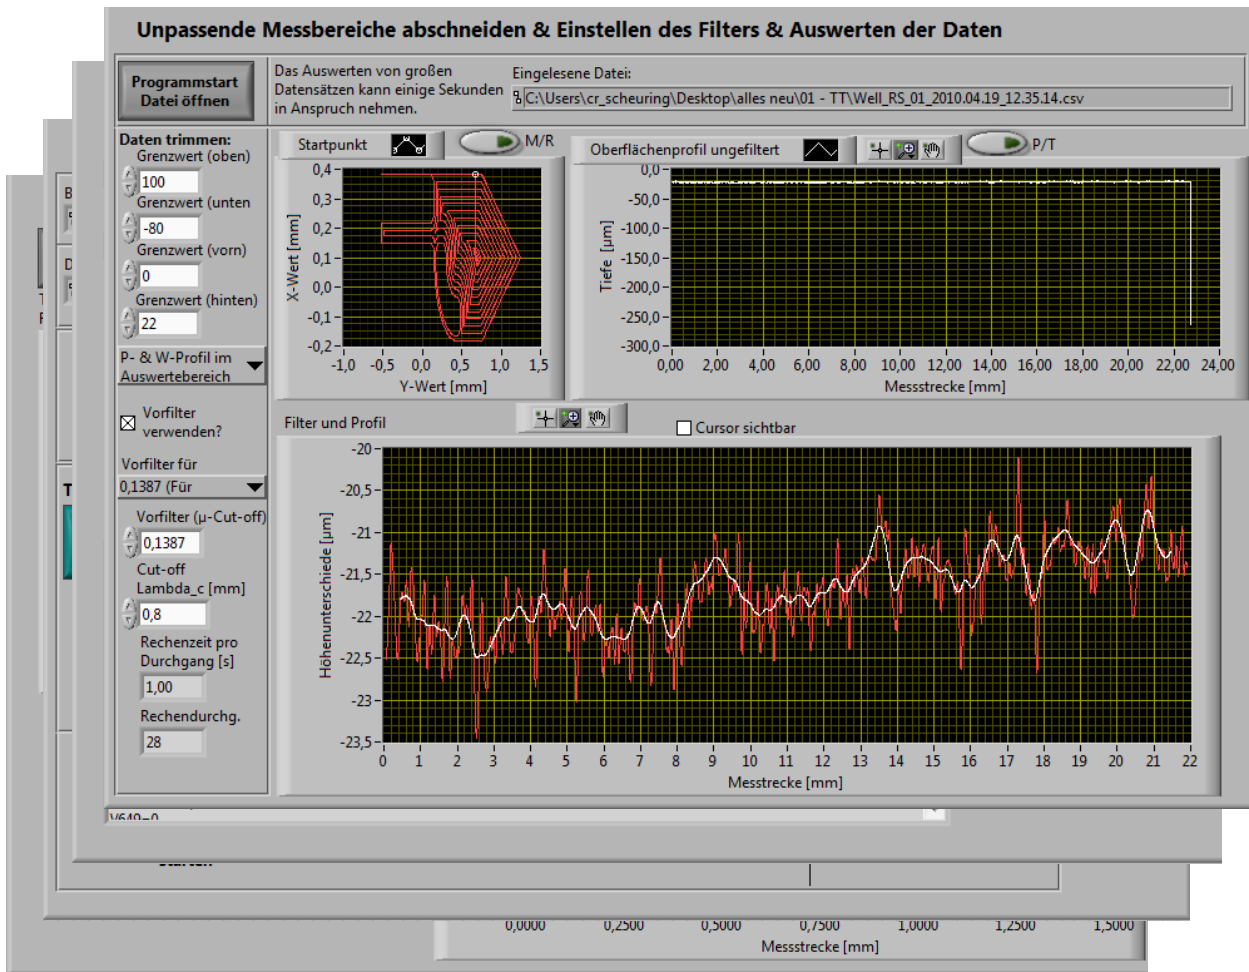 Unpassende Messbereiche abschneiden & Einstellen des Filters & Auswerten der Daten
Programmstart
Datei öffnen
Das Auswerten von großen
Datensätzen kann einige Sekunden
in Anspruch nehmen.
Eingelesene Datei:
C:\Users\cr_scheuring\Desktop\alles neu\01 - TT\Well_RS_01_2010.04.19_12.35.14.csv
Daten trimmen:
Grenzwert (oben)
100
Grenzwert (unten
-80
Grenzwert (vorn)
0
Grenzwert (hinten)
22
P- & W-Profil im
Auswertebereich
Vorfilter
verwenden?
Vorfilter für
0,1387 (Für
Vorfilter (µ-Cut-off)
0,1387
Cut-off
Lambda_c [mm]
0,8
Rechenzeit pro
Durchgang [s]
1,00
Rechendurchg.
28
Startpunkt
M/R
0,4
0,3
0,2
0,1
0,0
-0,1
-0,2
X-Wert [mm]
-1,0 -0,5 0,0 0,5 1,0 1,5
Y-Wert [mm]
Oberflächenprofil ungefiltert
P/T
0,0
-50,0
-100,0
-150,0
-200,0
-250,0
-300,0
Tiefe [µm]
0,00 2,00 4,00 6,00 8,00 10,00 12,00 14,00 16,00 18,00 20,00 22,00 24,00
Messstrecke [mm]
Filter und Profil
Cursor sichtbar
-20
-20,5
-21
-21,5
-22
-22,5
-23
-23,5
Höhenunterschiede [µm]
0 1 2 3 4 5 6 7 8 9 10 11 12 13 14 15 16 17 18 19 20 21 22
Messtrecke [mm]
B
D
T
V649=0
0,0000 0,2500 0,5000 0,7500 1,0000 1,2500 1,5000
Messstrecke [mm]